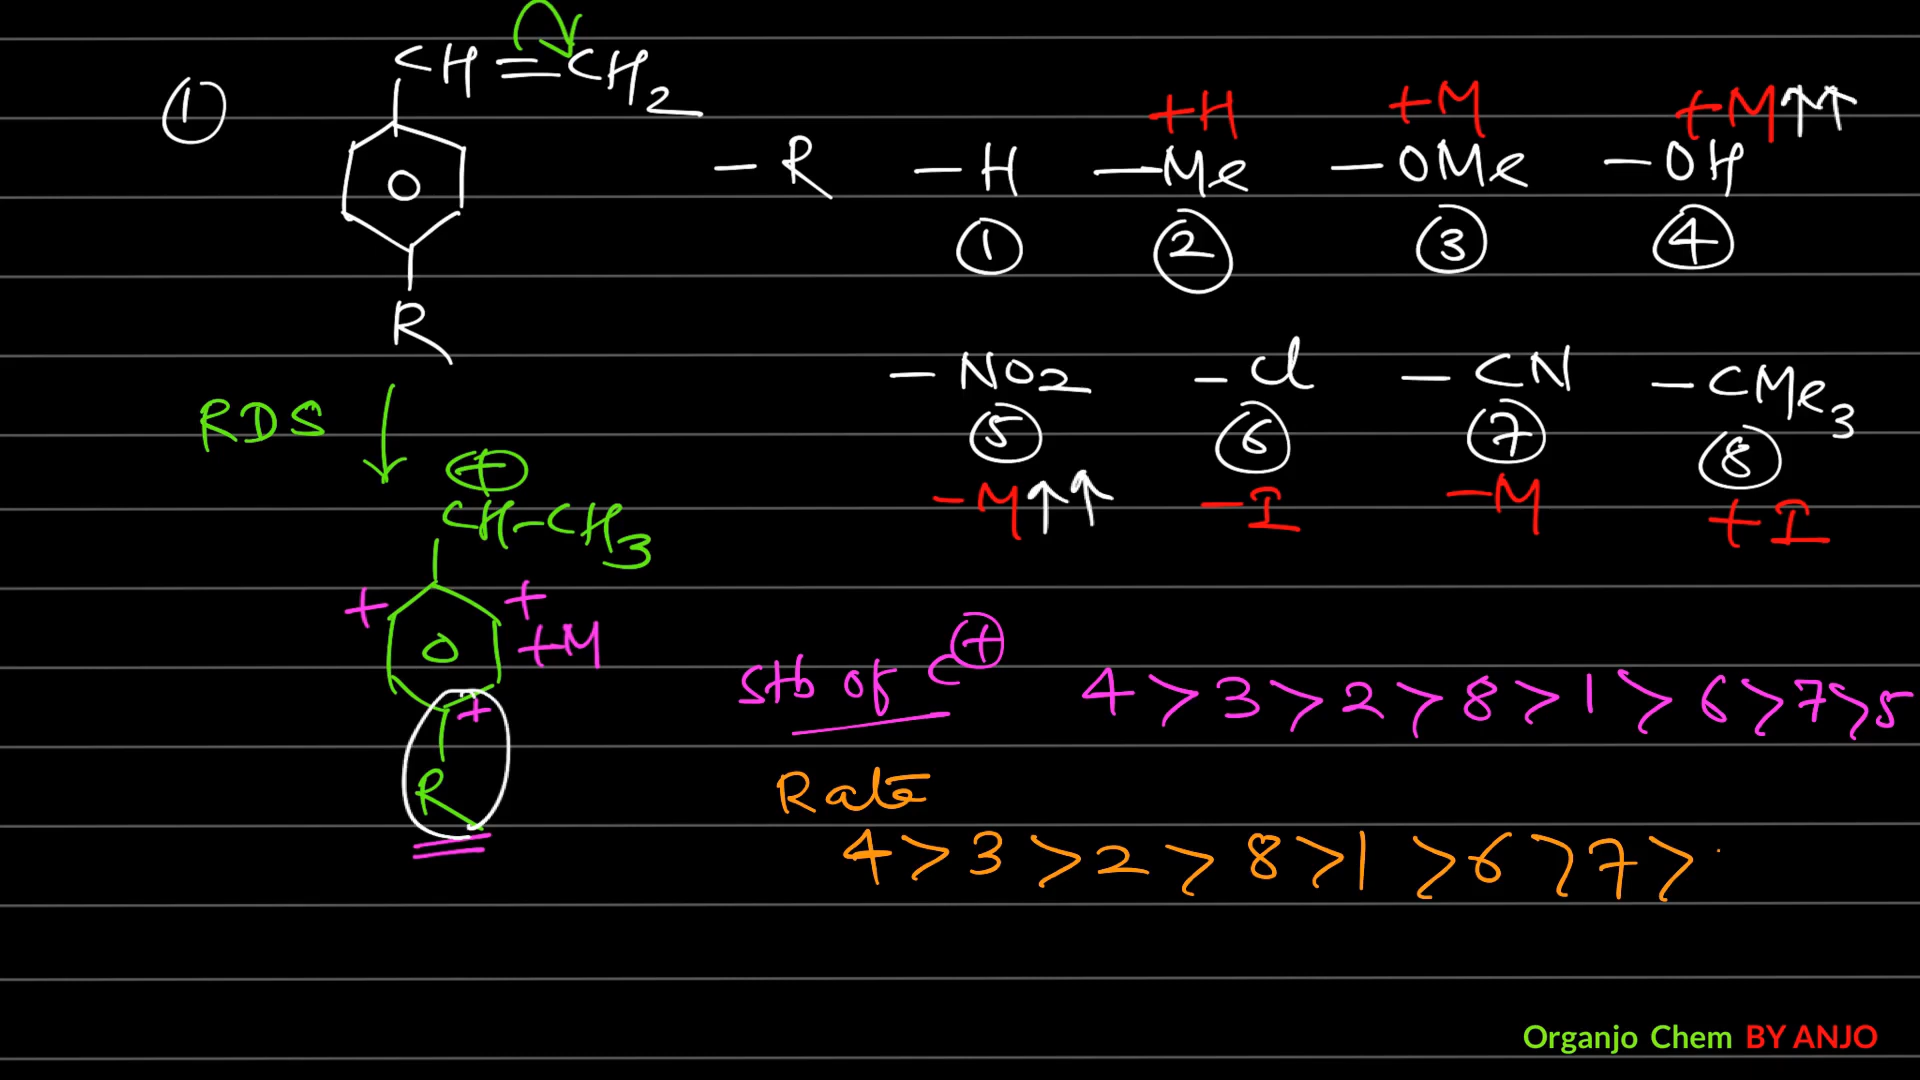 ① CH=CH2
+H +M +M↑↑
-R -H -Me -OMe -OH
① ② ③ ④
R
-NO2 -Cl -CN -CMe3
⑤ ⑥ ⑦ ⑧
-M↑↑ -I -M +I
RDS
⊕
CH-CH3
+ +
+M
+
R
Stb of C⊕ 4>3>2>8>1>6>7>5
Rate
4>3>2>8>1>6>7>
Organjo Chem BY ANJO